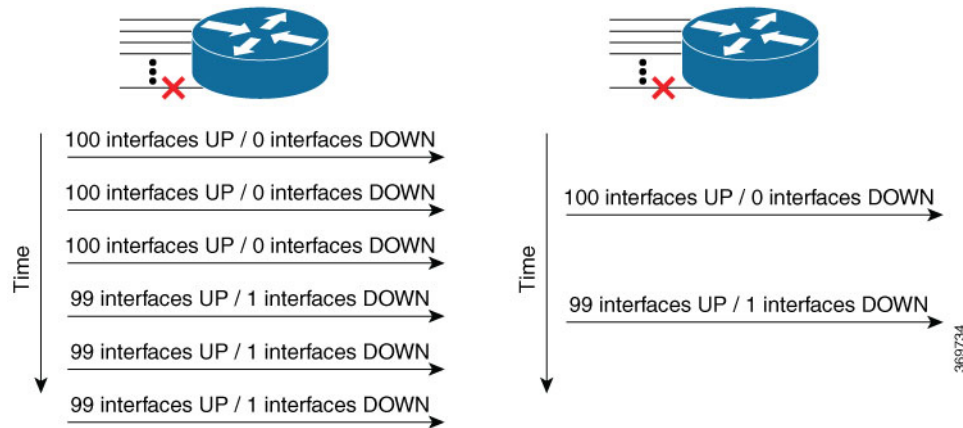 100 interfaces UP / 0 interfaces DOWN
100 interfaces UP / 0 interfaces DOWN
100 interfaces UP / 0 interfaces DOWN
99 interfaces UP / 1 interfaces DOWN
99 interfaces UP / 1 interfaces DOWN
99 interfaces UP / 1 interfaces DOWN
Time
100 interfaces UP / 0 interfaces DOWN
99 interfaces UP / 1 interfaces DOWN
Time
369734